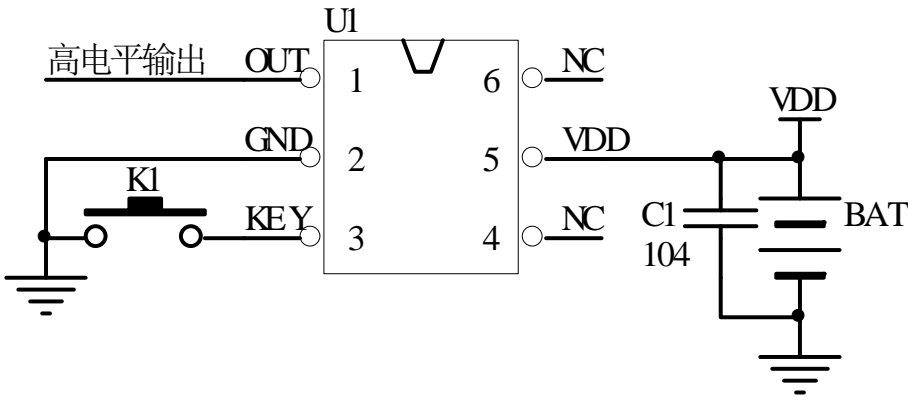 U1
高电平输出 OUT 1 6 NC
VDD
GND 2 5 VDD
K1
KEY 3 4 NC
C1 BAT
104